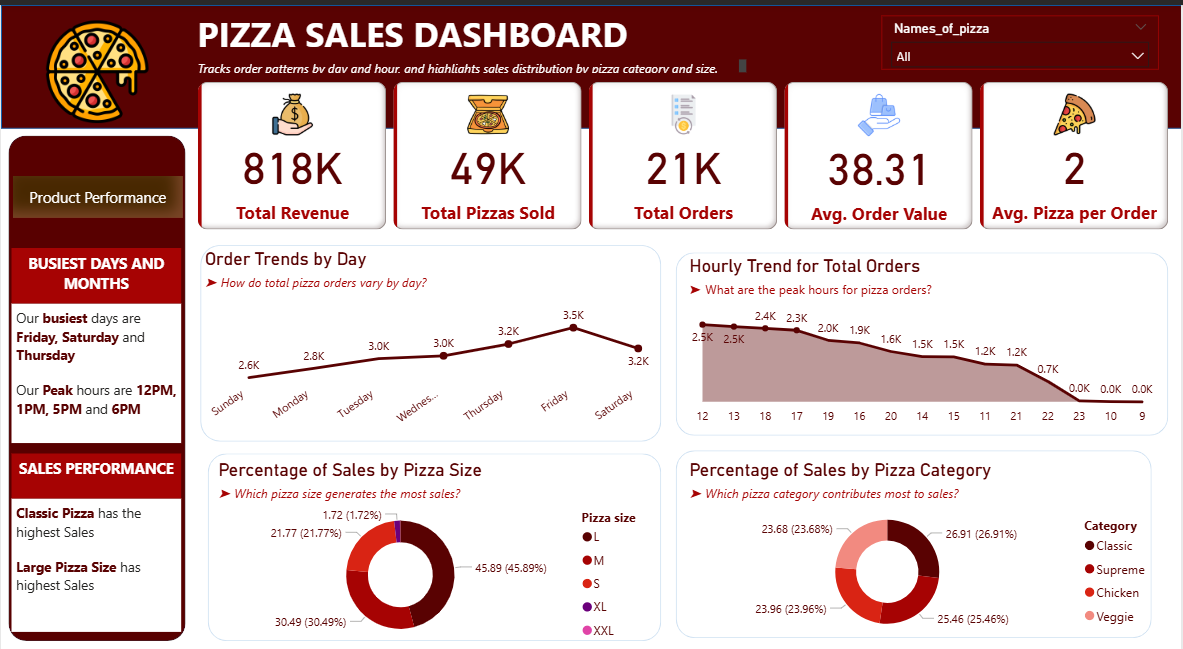 PIZZA SALES DASHBOARD
Tracks order patterns by day and hour, and highlights sales distribution by pizza category and size.
Names_of_pizza
All
818K
Total Revenue
49K
Total Pizzas Sold
21K
Total Orders
38.31
Avg. Order Value
2
Avg. Pizza per Order
Product Performance
BUSIEST DAYS AND
MONTHS
Our busiest days are
Friday, Saturday and
Thursday
Our Peak hours are 12PM,
1PM, 5PM and 6PM
SALES PERFORMANCE
Classic Pizza has the
highest Sales
Large Pizza Size has
highest Sales
Order Trends by Day
➤ How do total pizza orders vary by day?
2.6K
2.8K
3.0K
3.0K
3.2K
3.5K
3.2K
Sunday
Monday
Tuesday
Wednes...
Thursday
Friday
Saturday
Hourly Trend for Total Orders
➤ What are the peak hours for pizza orders?
2.5K 2.5K 2.4K 2.3K 2.0K 1.9K 1.6K 1.5K 1.5K 1.2K 1.2K 0.7K 0.0K 0.0K 0.0K
12 13 18 17 19 16 20 14 15 11 21 22 23 10 9
Percentage of Sales by Pizza Size
➤ Which pizza size generates the most sales?
1.72 (1.72%)
21.77 (21.77%)
45.89 (45.89%)
30.49 (30.49%)
Pizza size
L
M
S
XL
XXL
Percentage of Sales by Pizza Category
➤ Which pizza category contributes most to sales?
23.68 (23.68%)
26.91 (26.91%)
23.96 (23.96%)
25.46 (25.46%)
Category
Classic
Supreme
Chicken
Veggie